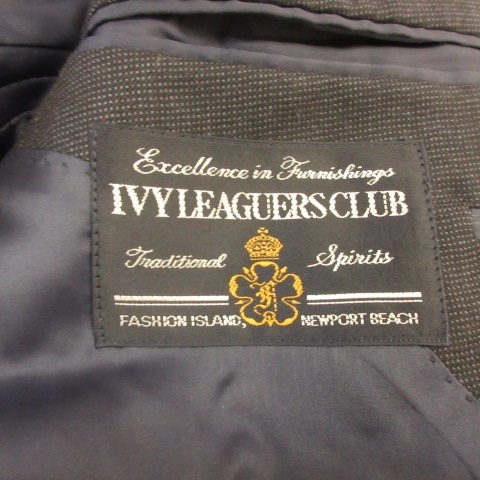 Excellence in Furnishings
IVY LEAGUERS CLUB
Traditional Spirits
FASHION ISLAND, NEWPORT BEACH